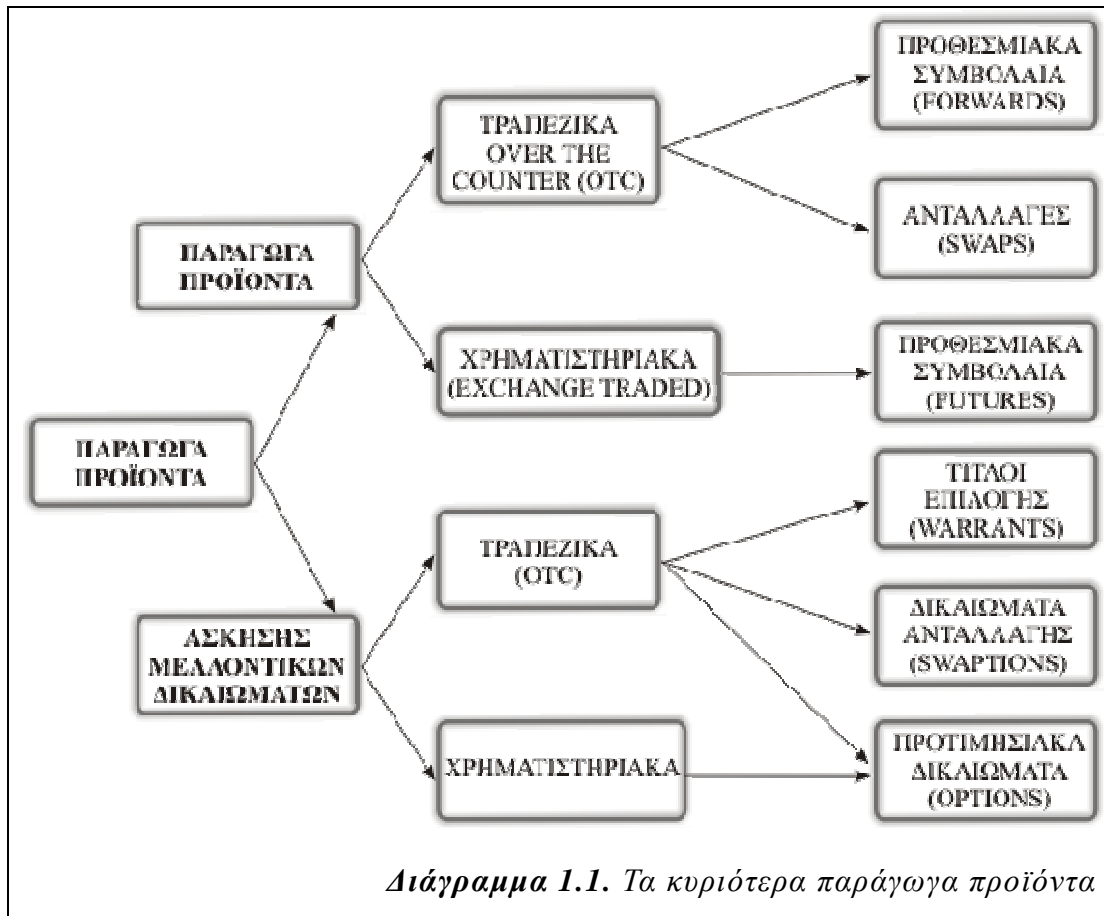 ΠΑΡΑΓΩΓΑ
ΠΡΟΪΟΝΤΑ
ΠΑΡΑΓΩΓΑ
ΠΡΟΪΟΝΤΑ
ΑΣΚΗΣΗΣ
ΜΕΛΛΟΝΤΙΚΩΝ
ΔΙΚΑΙΩΜΑΤΩΝ
ΤΡΑΠΕΖΙΚΑ
OVER THE
COUNTER (OTC)
ΧΡΗΜΑΤΙΣΤΗΡΙΑΚΑ
(EXCHANGE TRADED)
ΤΡΑΠΕΖΙΚΑ
(OTC)
ΧΡΗΜΑΤΙΣΤΗΡΙΑΚΑ
ΠΡΟΘΕΣΜΙΑΚΑ
ΣΥΜΒΟΛΑΙΑ
(FORWARDS)
ΑΝΤΑΛΛΑΓΕΣ
(SWAPS)
ΠΡΟΘΕΣΜΙΑΚΑ
ΣΥΜΒΟΛΑΙΑ
(FUTURES)
ΤΙΤΛΟΙ
ΕΠΙΛΟΓΗΣ
(WARRANTS)
ΔΙΚΑΙΩΜΑΤΑ
ΑΝΤΑΛΛΑΓΗΣ
(SWAPTIONS)
ΠΡΟΤΙΜΗΣΙΑΚΑ
ΔΙΚΑΙΩΜΑΤΑ
(OPTIONS)
Διάγραμμα 1.1. Τα κυριότερα παράγωγα προϊόντα